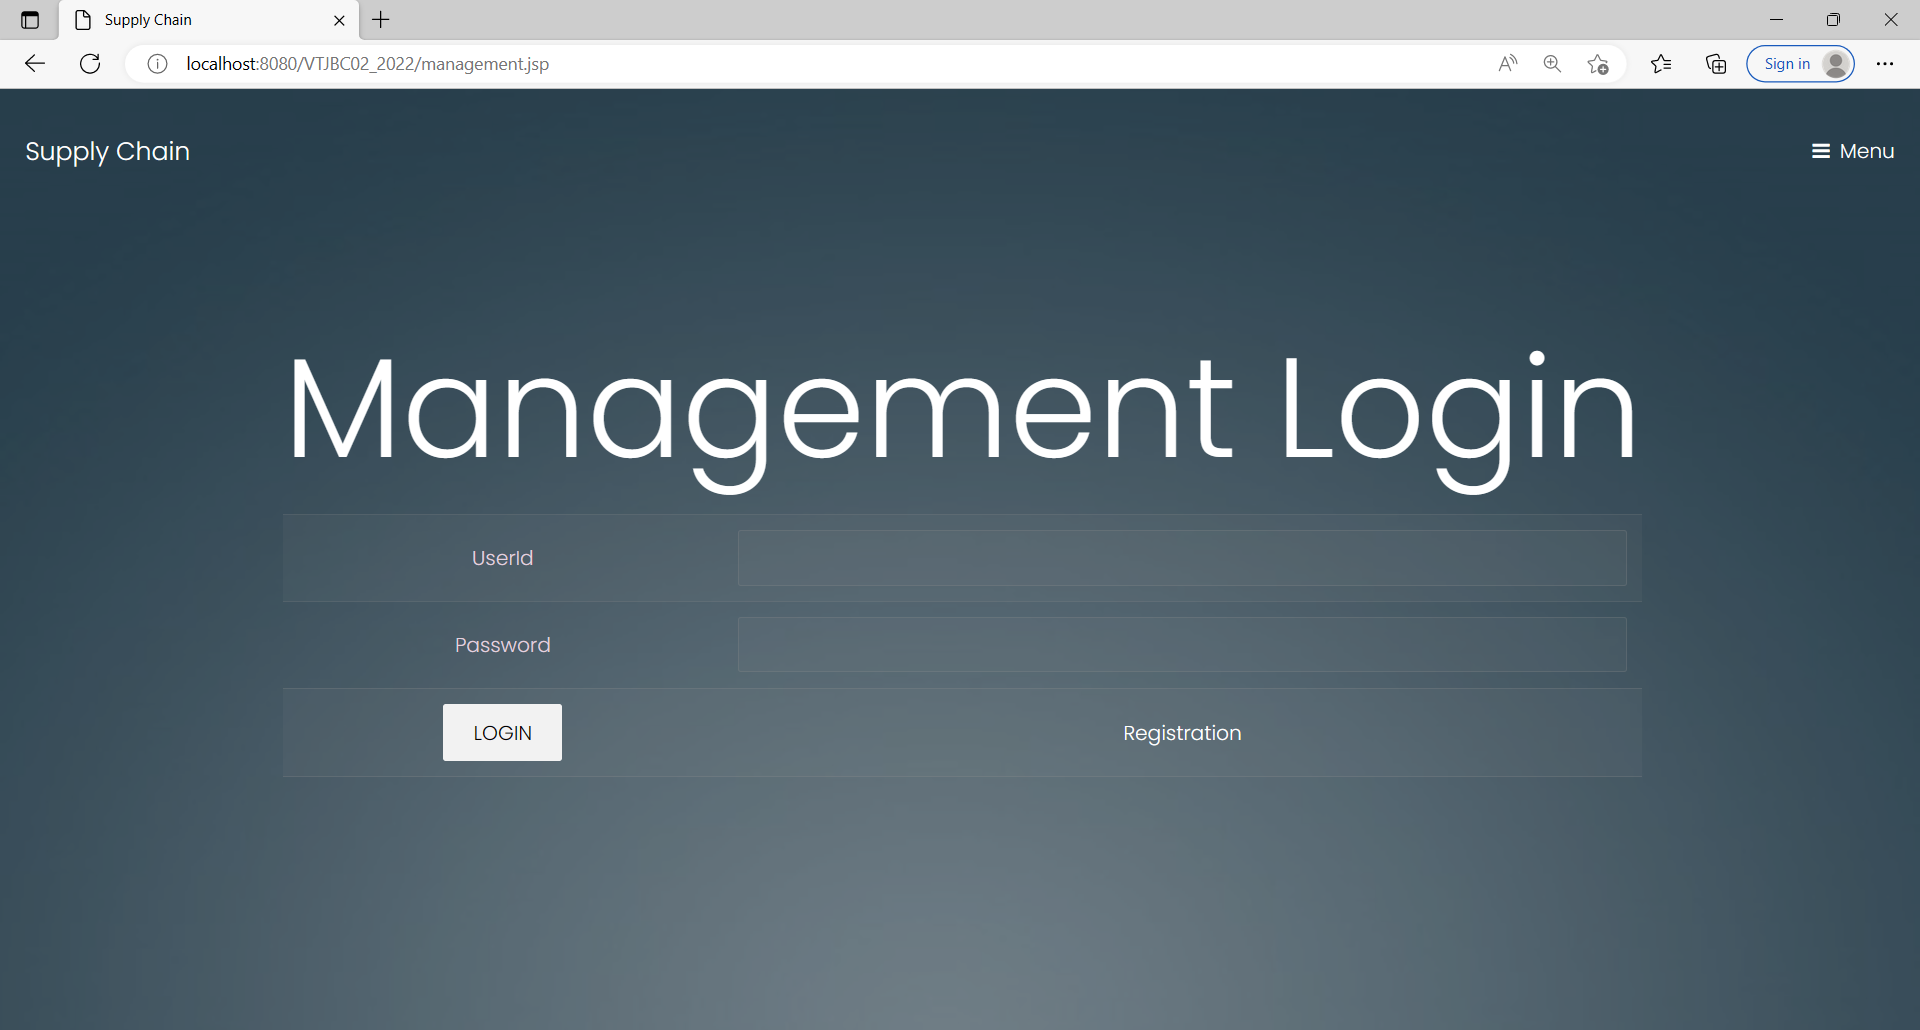 Supply Chain
localhost:8080/VTJBC02_2022/management.jsp
Sign in
Supply Chain
Menu
Management Login
UserId
Password
LOGIN
Registration